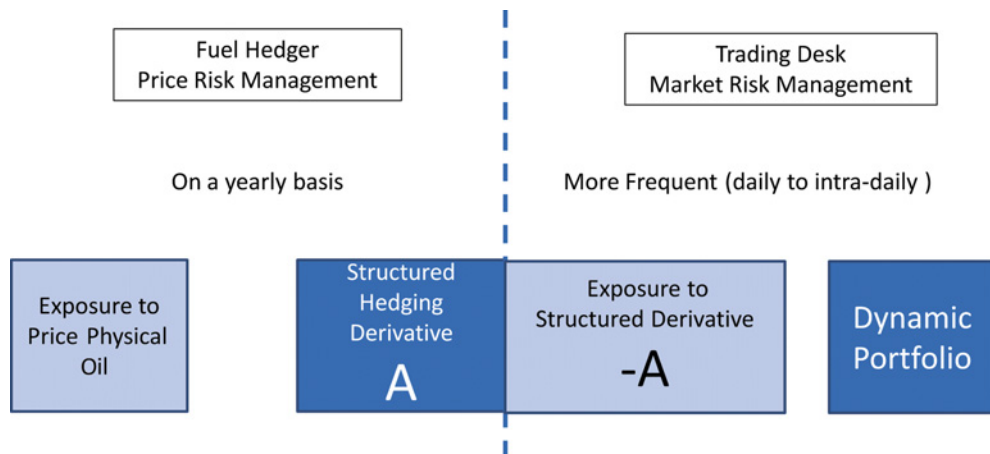 Fuel Hedger
Price Risk Management
Trading Desk
Market Risk Management
On a yearly basis
More Frequent (daily to intra-daily )
Exposure to
Price Physical
Oil
Structured
Hedging
Derivative
A
Exposure to
Structured Derivative
-A
Dynamic
Portfolio